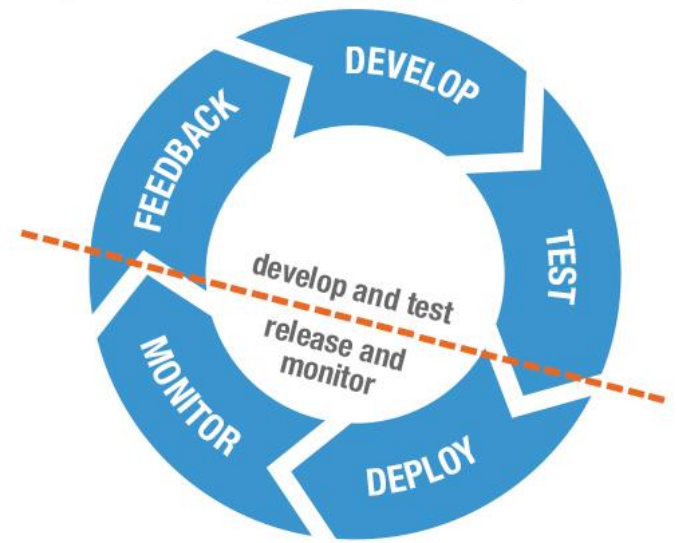 DEVELOP
TEST
DEPLOY
MONITOR
FEEDBACK
develop and test
release and
monitor